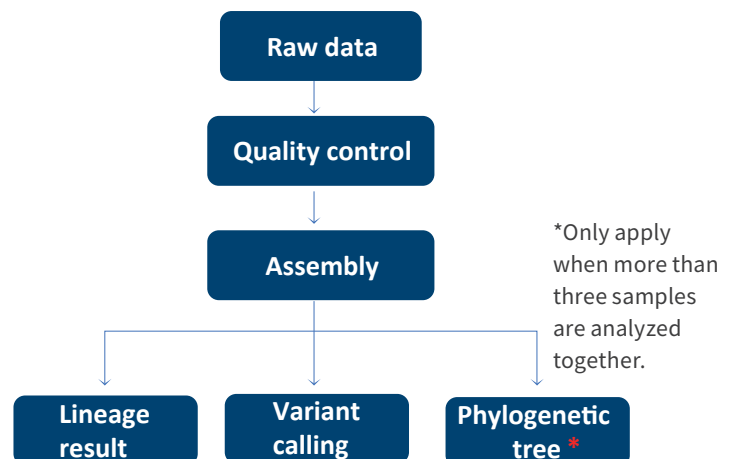 Raw data
Quality control
Assembly
*Only apply
when more than
three samples
are analyzed
together.
Lineage
result
Variant
calling
Phylogenetic
tree *